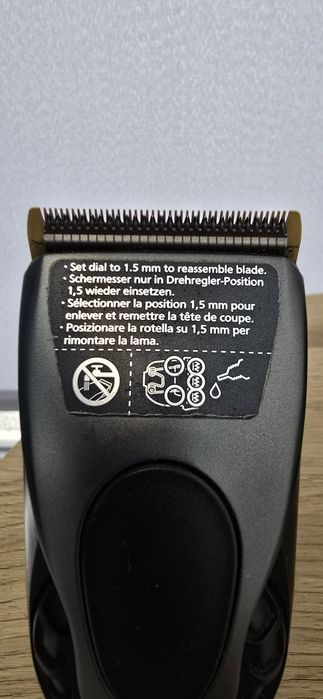 · Set dial to 1.5 mm to reassemble blade.
· Schermesser nur in Drehregler-Position
1,5 wieder einsetzen.
· Sélectionner la position 1,5 mm pour
enlever et remettre la tête de coupe.
· Posizionare la rotella su 1,5 mm per
rimontare la lama.